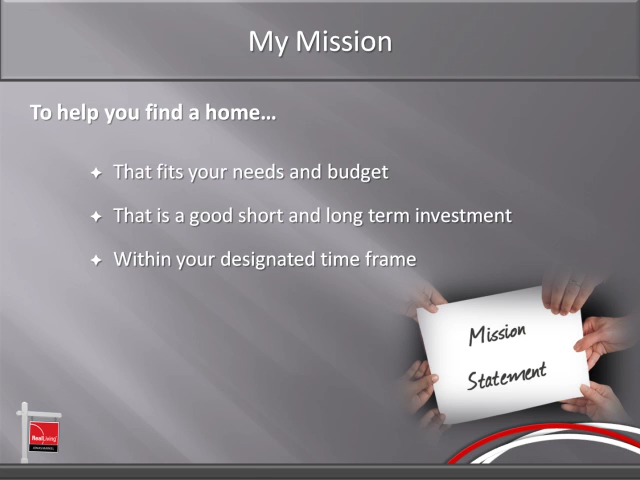 My Mission
To help you find a home…
That fits your needs and budget
That is a good short and long term investment
Within your designated time frame
Mission
Statement
RealLiving